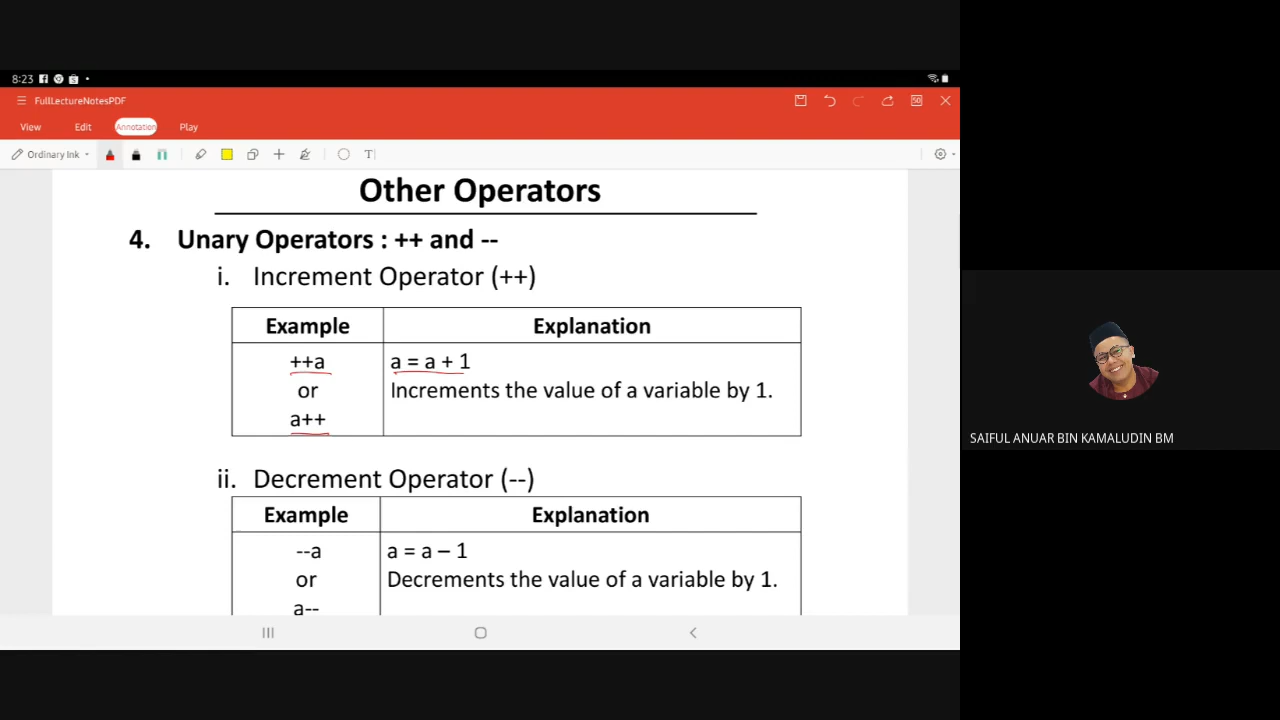 8:23
FullLectureNotesPDF
View Edit Annotation Play
Ordinary Ink T
50
Other Operators
4. Unary Operators : ++ and --
i. Increment Operator (++)
Example Explanation
++a a = a + 1
or Increments the value of a variable by 1.
a++
ii. Decrement Operator (--)
Example Explanation
--a a = a – 1
or Decrements the value of a variable by 1.
a--
SAIFUL ANUAR BIN KAMALUDIN BM